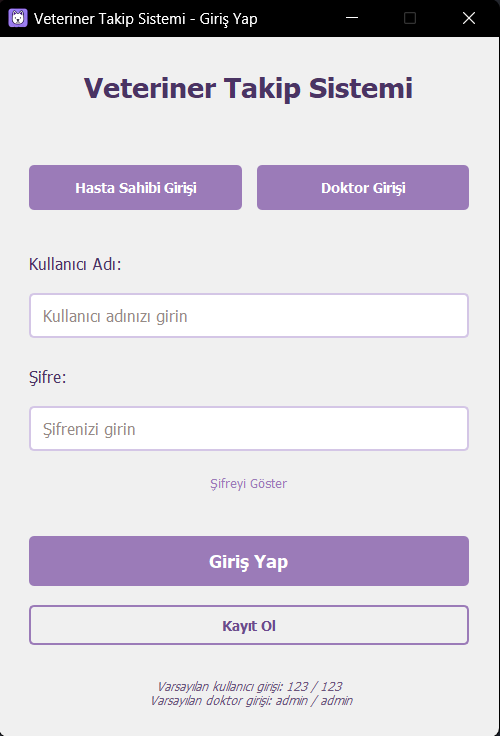 Veteriner Takip Sistemi - Giriş Yap
Veteriner Takip Sistemi
Hasta Sahibi Girişi
Doktor Girişi
Kullanıcı Adı:
Kullanıcı adınızı girin
Şifre:
Şifrenizi girin
Şifreyi Göster
Giriş Yap
Kayıt Ol
Varsayılan kullanıcı girişi: 123 / 123
Varsayılan doktor girişi: admin / admin